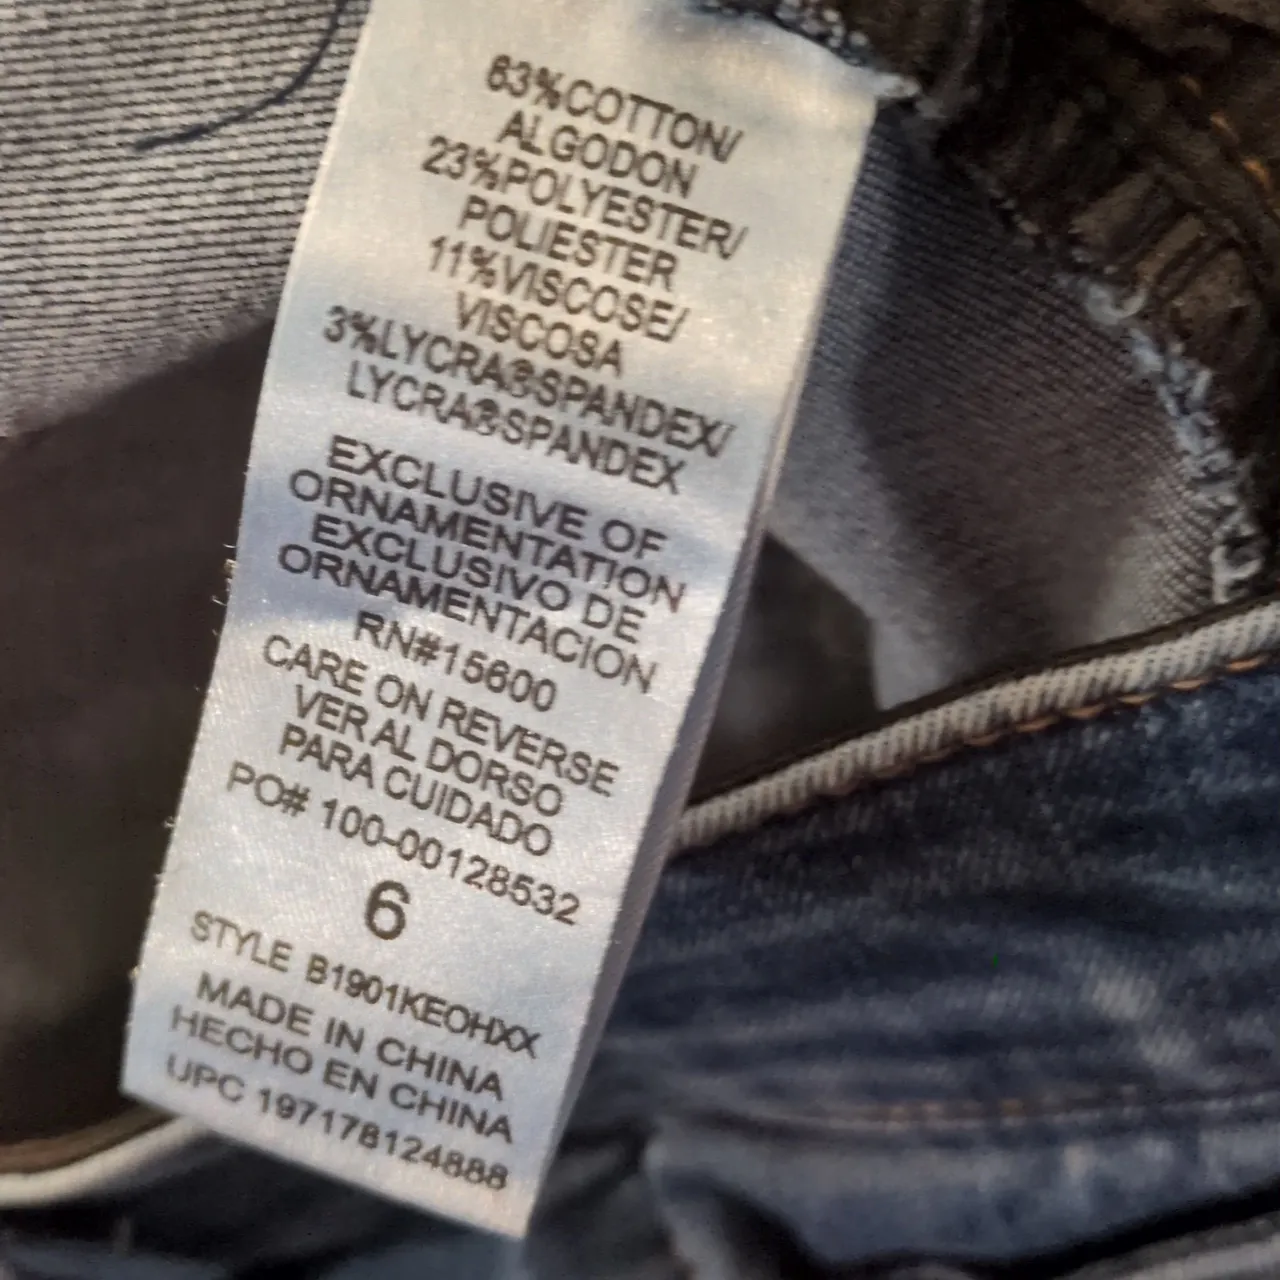 63%COTTON/
ALGODON
23%POLYESTER/
POLIESTER
11%VISCOSE/
VISCOSA
3%LYCRA®SPANDEX/
LYCRA®SPANDEX
EXCLUSIVE OF
ORNAMENTATION
EXCLUSIVO DE
ORNAMENTACION
RN#15600
CARE ON REVERSE
VER AL DORSO
PARA CUIDADO
PO# 100-00128532
6
STYLE B1901KEOHXX
MADE IN CHINA
HECHO EN CHINA
UPC 197178124888